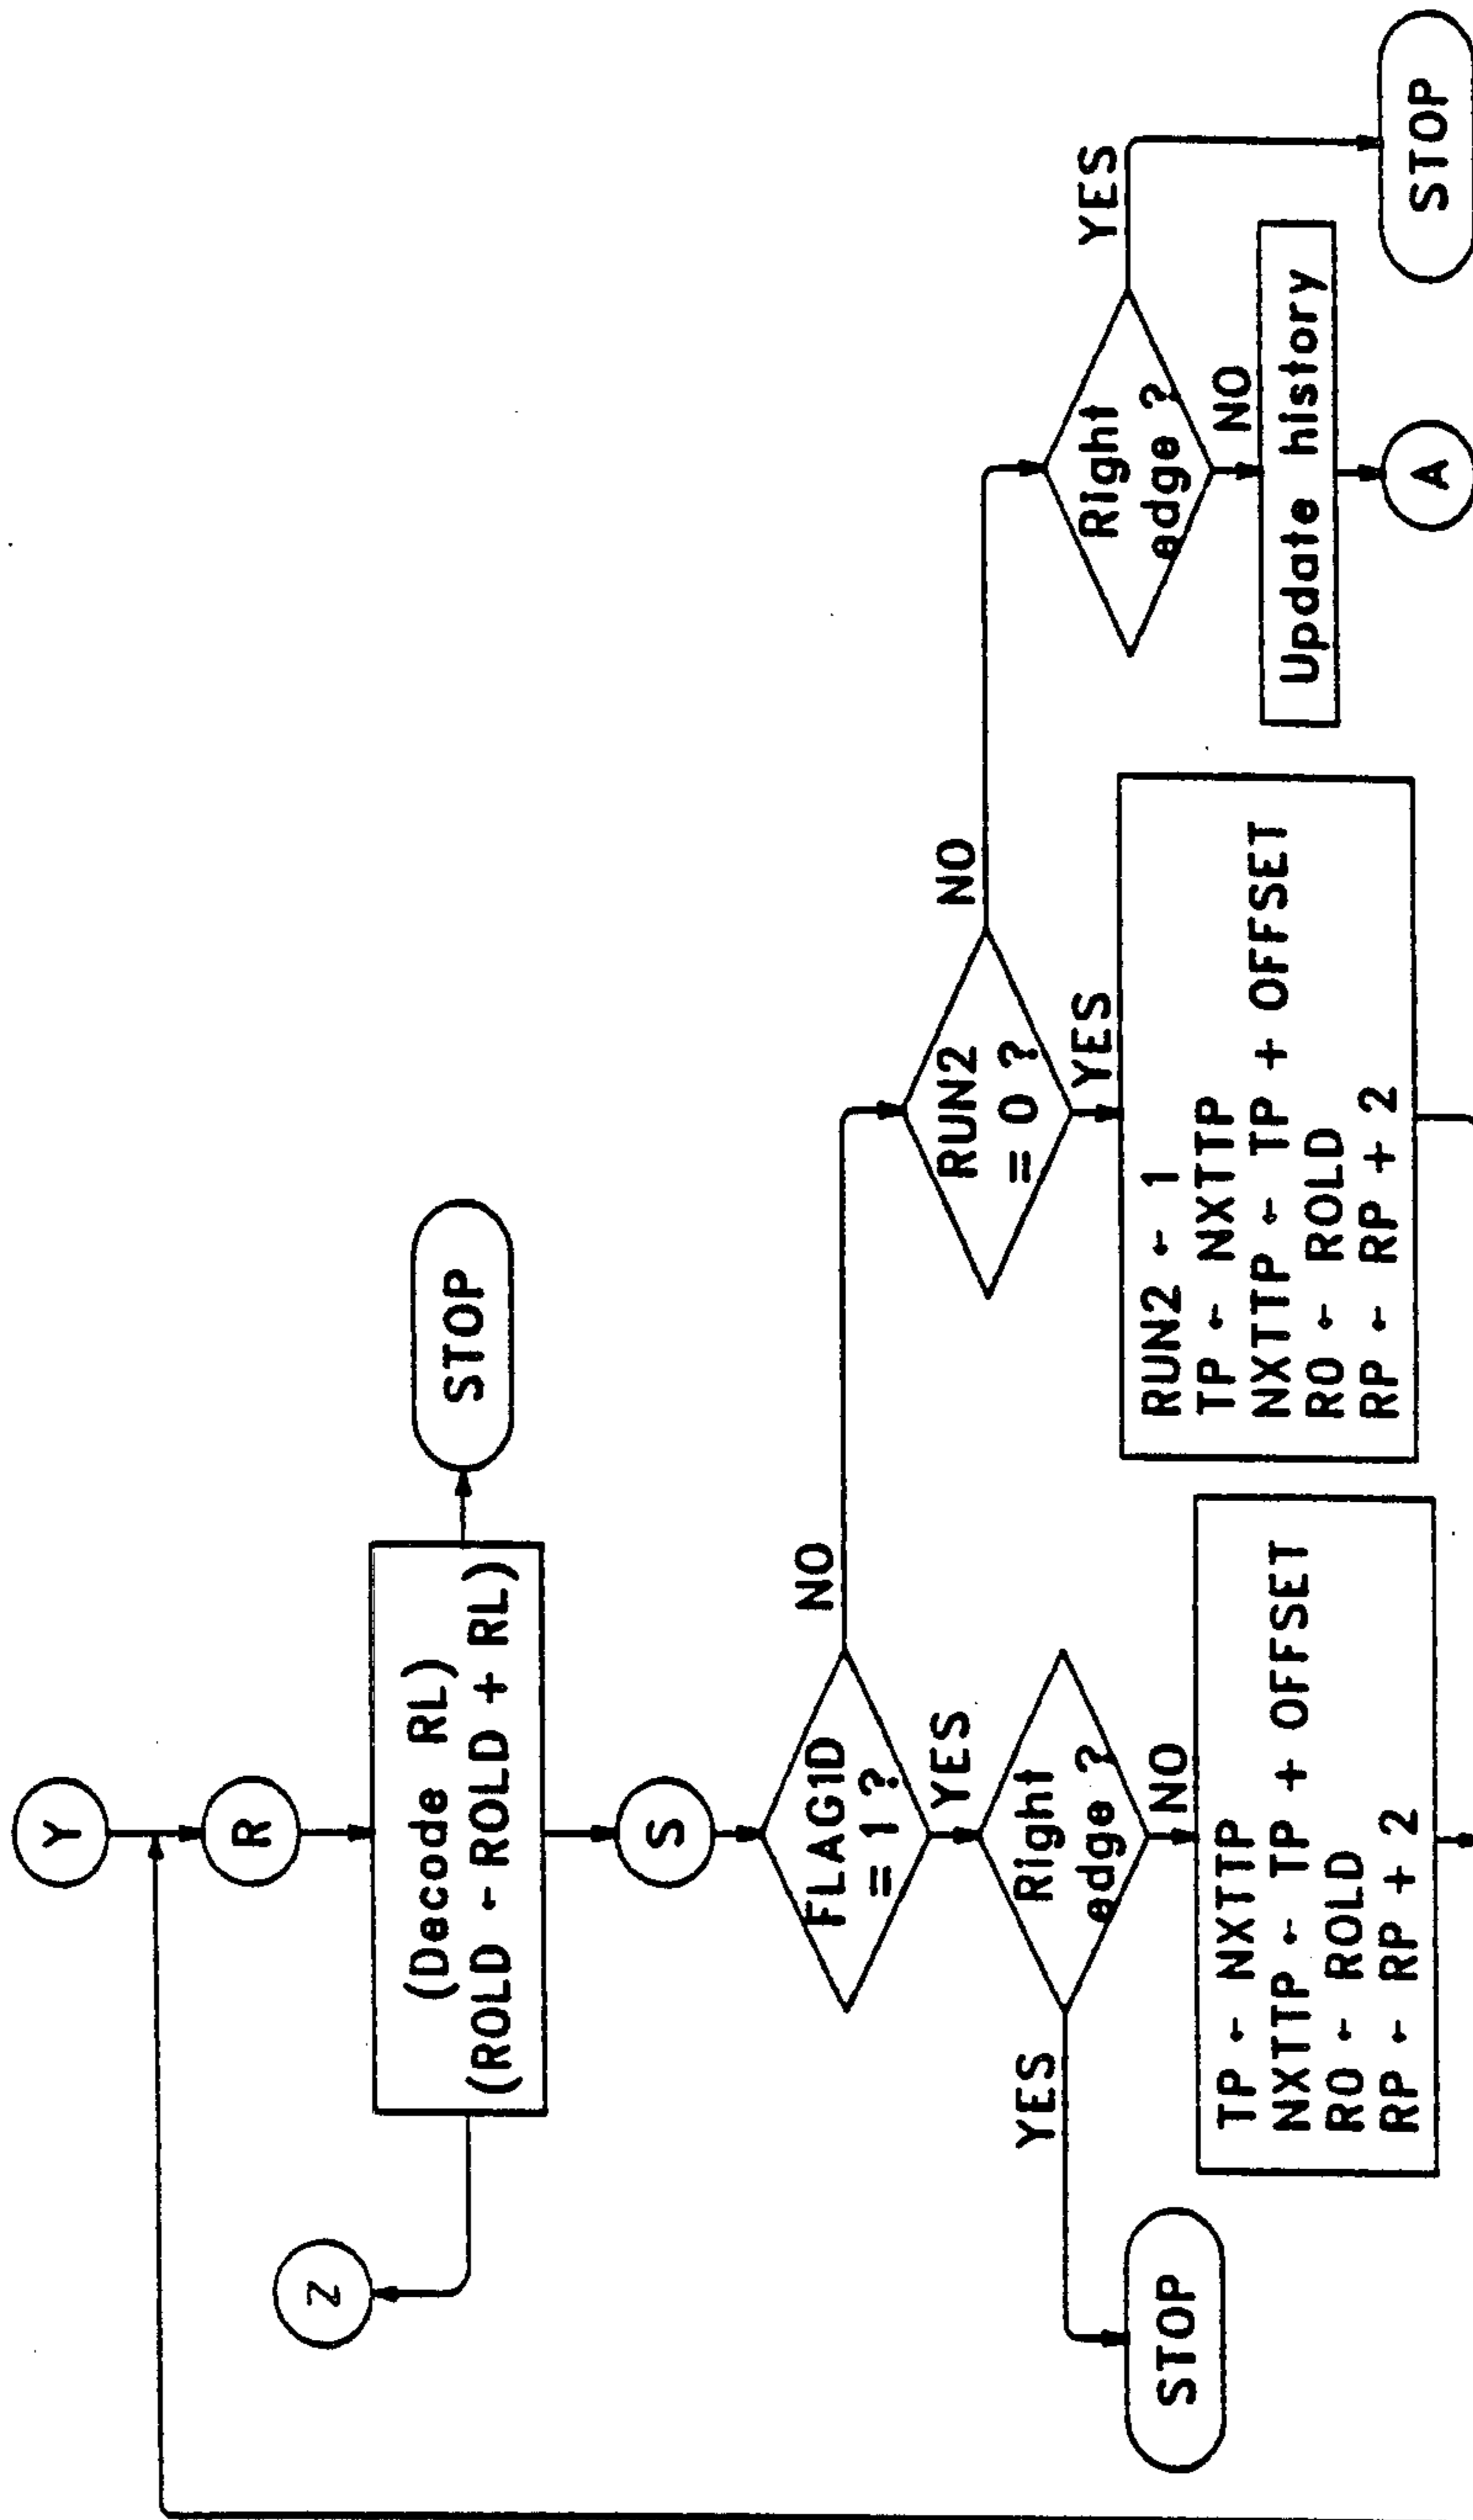 Y
R
Z
(Decode RL)
(ROLD ← ROLD + RL)
STOP
S
FLAG1D
= 1 ?
NO
YES
Right
edge ?
YES
NO
STOP
TP ← NXTTP
NXTTP ← TP + OFFSET
RO ← ROLD
RP ← RP + 2
RUN2
= 0 ?
NO
YES
RUN2 ← 1
TP ← NXTTP
NXTTP ← TP + OFFSET
RO ← ROLD
RP ← RP + 2
Right
edge ?
YES
NO
Update history
A
STOP